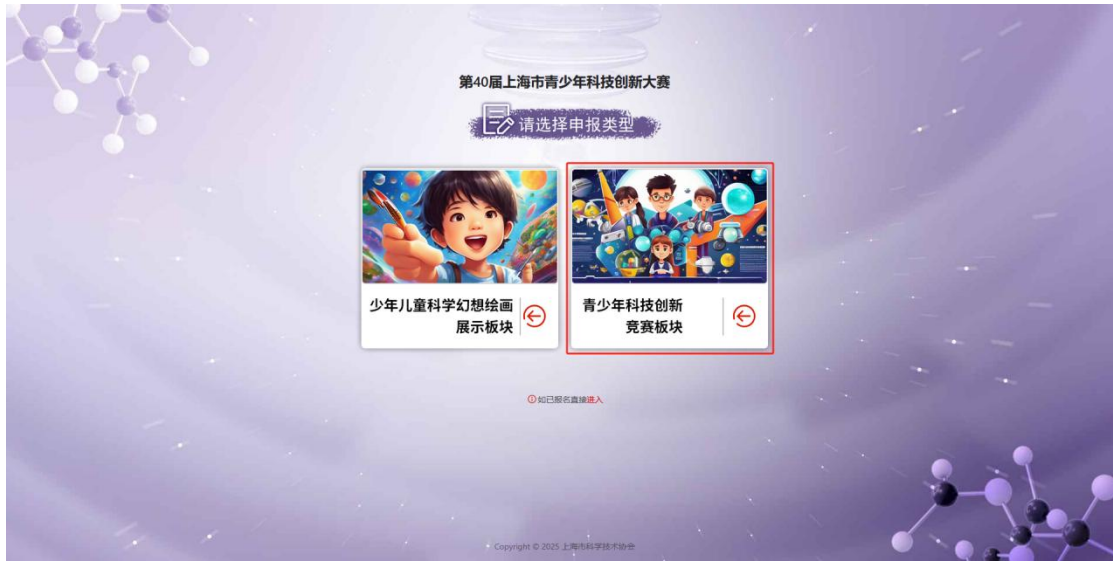 第40届上海市青少年科技创新大赛
请选择申报类型
少年儿童科学幻想绘画
展示板块
青少年科技创新
竞赛板块
如已报名直接进入
Copyright © 2025 上海市科学技术协会